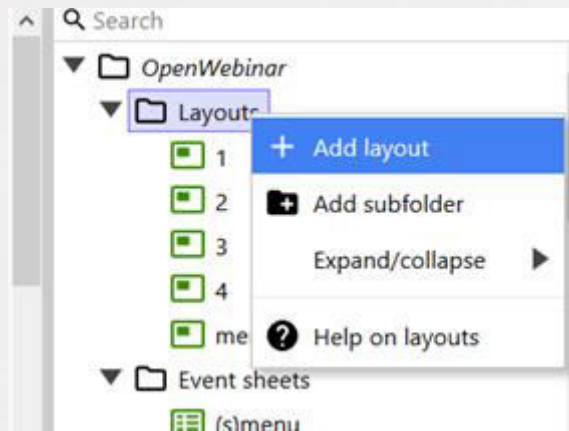 Search
OpenWebinar
Layouts
1
Add layout
2
Add subfolder
3
Expand/collapse
4
me
Help on layouts
Event sheets
(s)menu